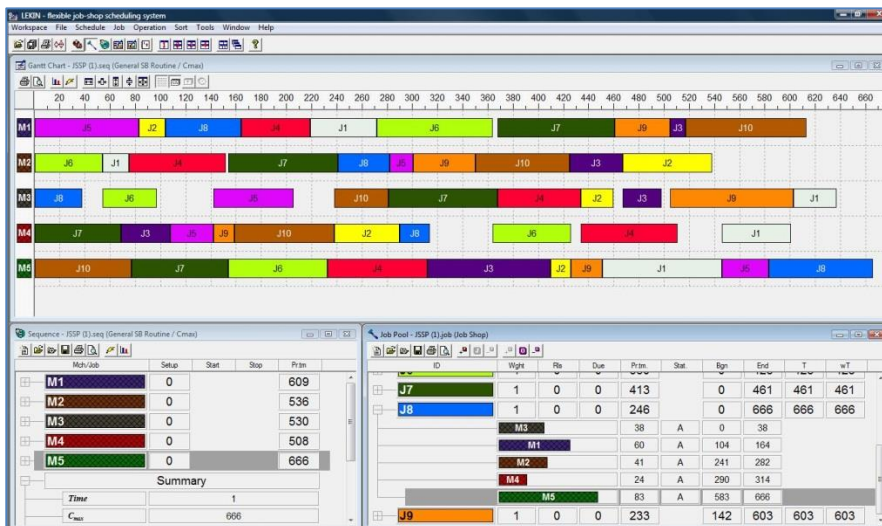 LEKIN - flexible job-shop scheduling system
Workspace File Schedule Job Operation Sort Tools Window Help
Gantt Chart - JSSP (1).seq (General SB Routine / Cmax)
20 40 60 80 100 120 140 160 180 200 220 240 260 280 300 320 340 360 380 400 420 440 460 480 500 520 540 560 580 600 620 640 660
M1 J5 J2 J8 J4 J1 J6 J7 J9 J3 J10
M2 J6 J1 J4 J7 J8 J5 J9 J10 J3 J2
M3 J8 J6 J5 J10 J7 J4 J2 J3 J9 J1
M4 J7 J3 J5 J9 J10 J2 J8 J6 J4 J1
M5 J10 J7 J6 J4 J3 J2 J9 J1 J5 J8
Sequence - JSSP (1).seq (General SB Routine / Cmax)
Mch/Job Setup Start Stop Pr.tm
M1 0 609
M2 0 536
M3 0 530
M4 0 508
M5 0 666
Summary
Time 1
Cmax 666
Job Pool - JSSP (1).job (Job Shop)
ID Wght Rls Due Pr.tm. Stat. Bgn End T wT
J7 1 0 0 413 0 461 461 461
J8 1 0 0 246 0 666 666 666
M3 38 A 0 38
M1 60 A 104 164
M2 41 A 241 282
M4 24 A 290 314
M5 83 A 583 666
J9 1 0 0 233 142 603 603 603